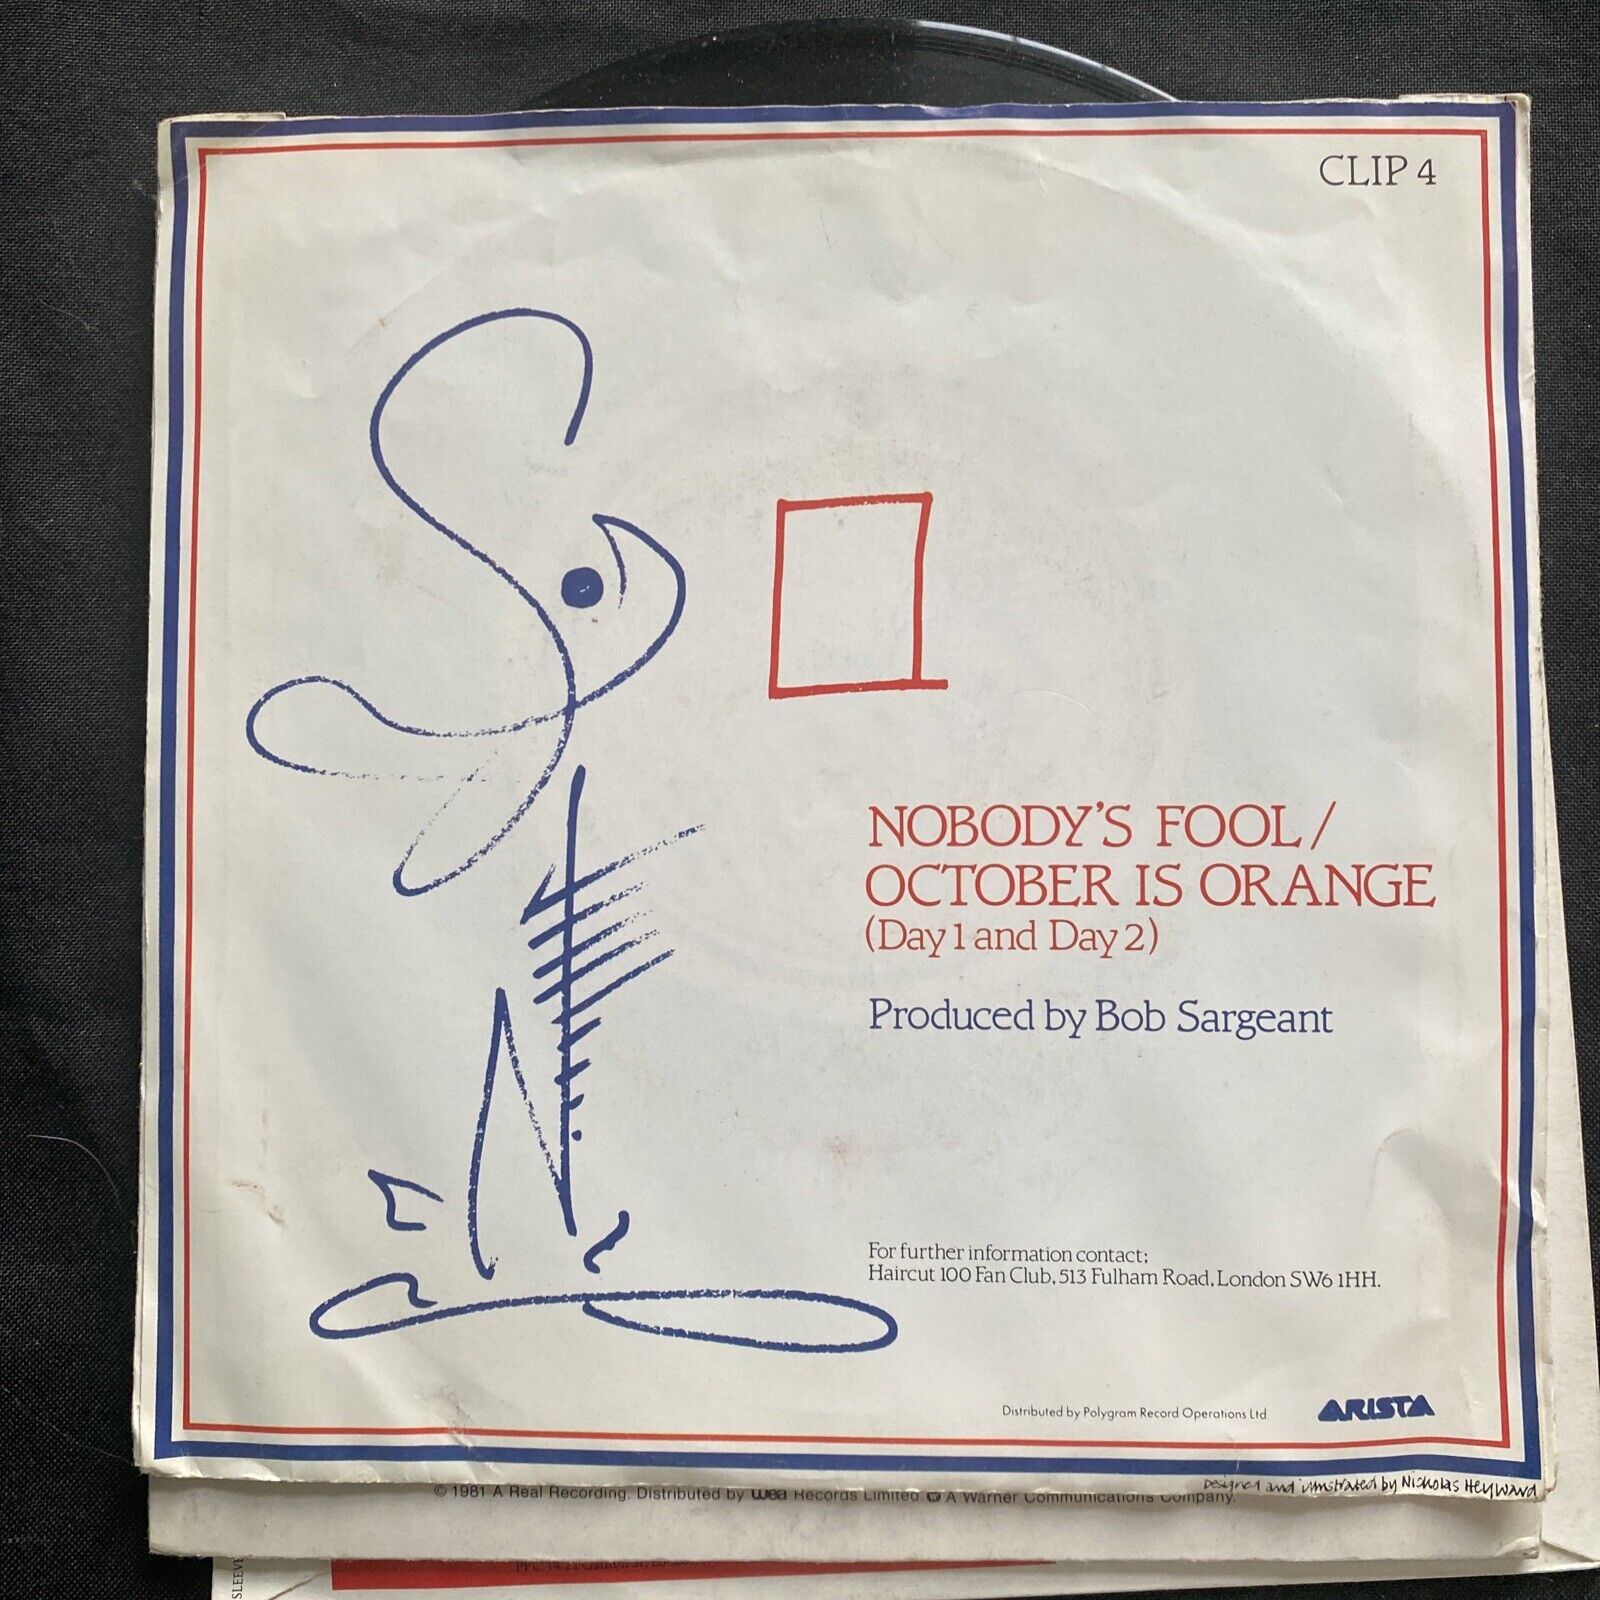 CLIP 4
NOBODY'S FOOL/
OCTOBER IS ORANGE
(Day 1 and Day 2)
Produced by Bob Sargeant
For further information contact:
Haircut 100 Fan Club, 513 Fulham Road, London SW6 1HH.
Distributed by Polygram Record Operations Ltd
ARISTA
Designed and illustrated by Nicholas Heyward
© 1981 A Real Recording. Distributed by wea Records Limited. A Warner Communications Company.
SLEEVE